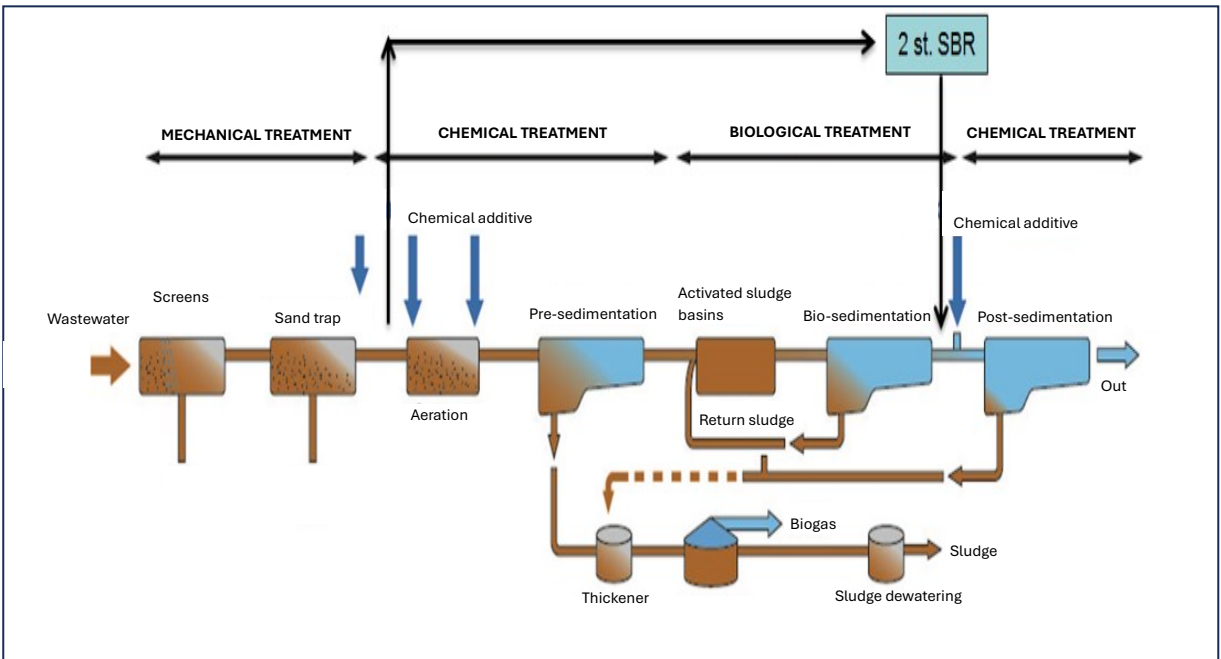 2 st. SBR
MECHANICAL TREATMENT
CHEMICAL TREATMENT
BIOLOGICAL TREATMENT
CHEMICAL TREATMENT
Chemical additive
Chemical additive
Wastewater
Screens
Sand trap
Aeration
Pre-sedimentation
Activated sludge
basins
Bio-sedimentation
Post-sedimentation
Out
Return sludge
Biogas
Sludge
Thickener
Sludge dewatering